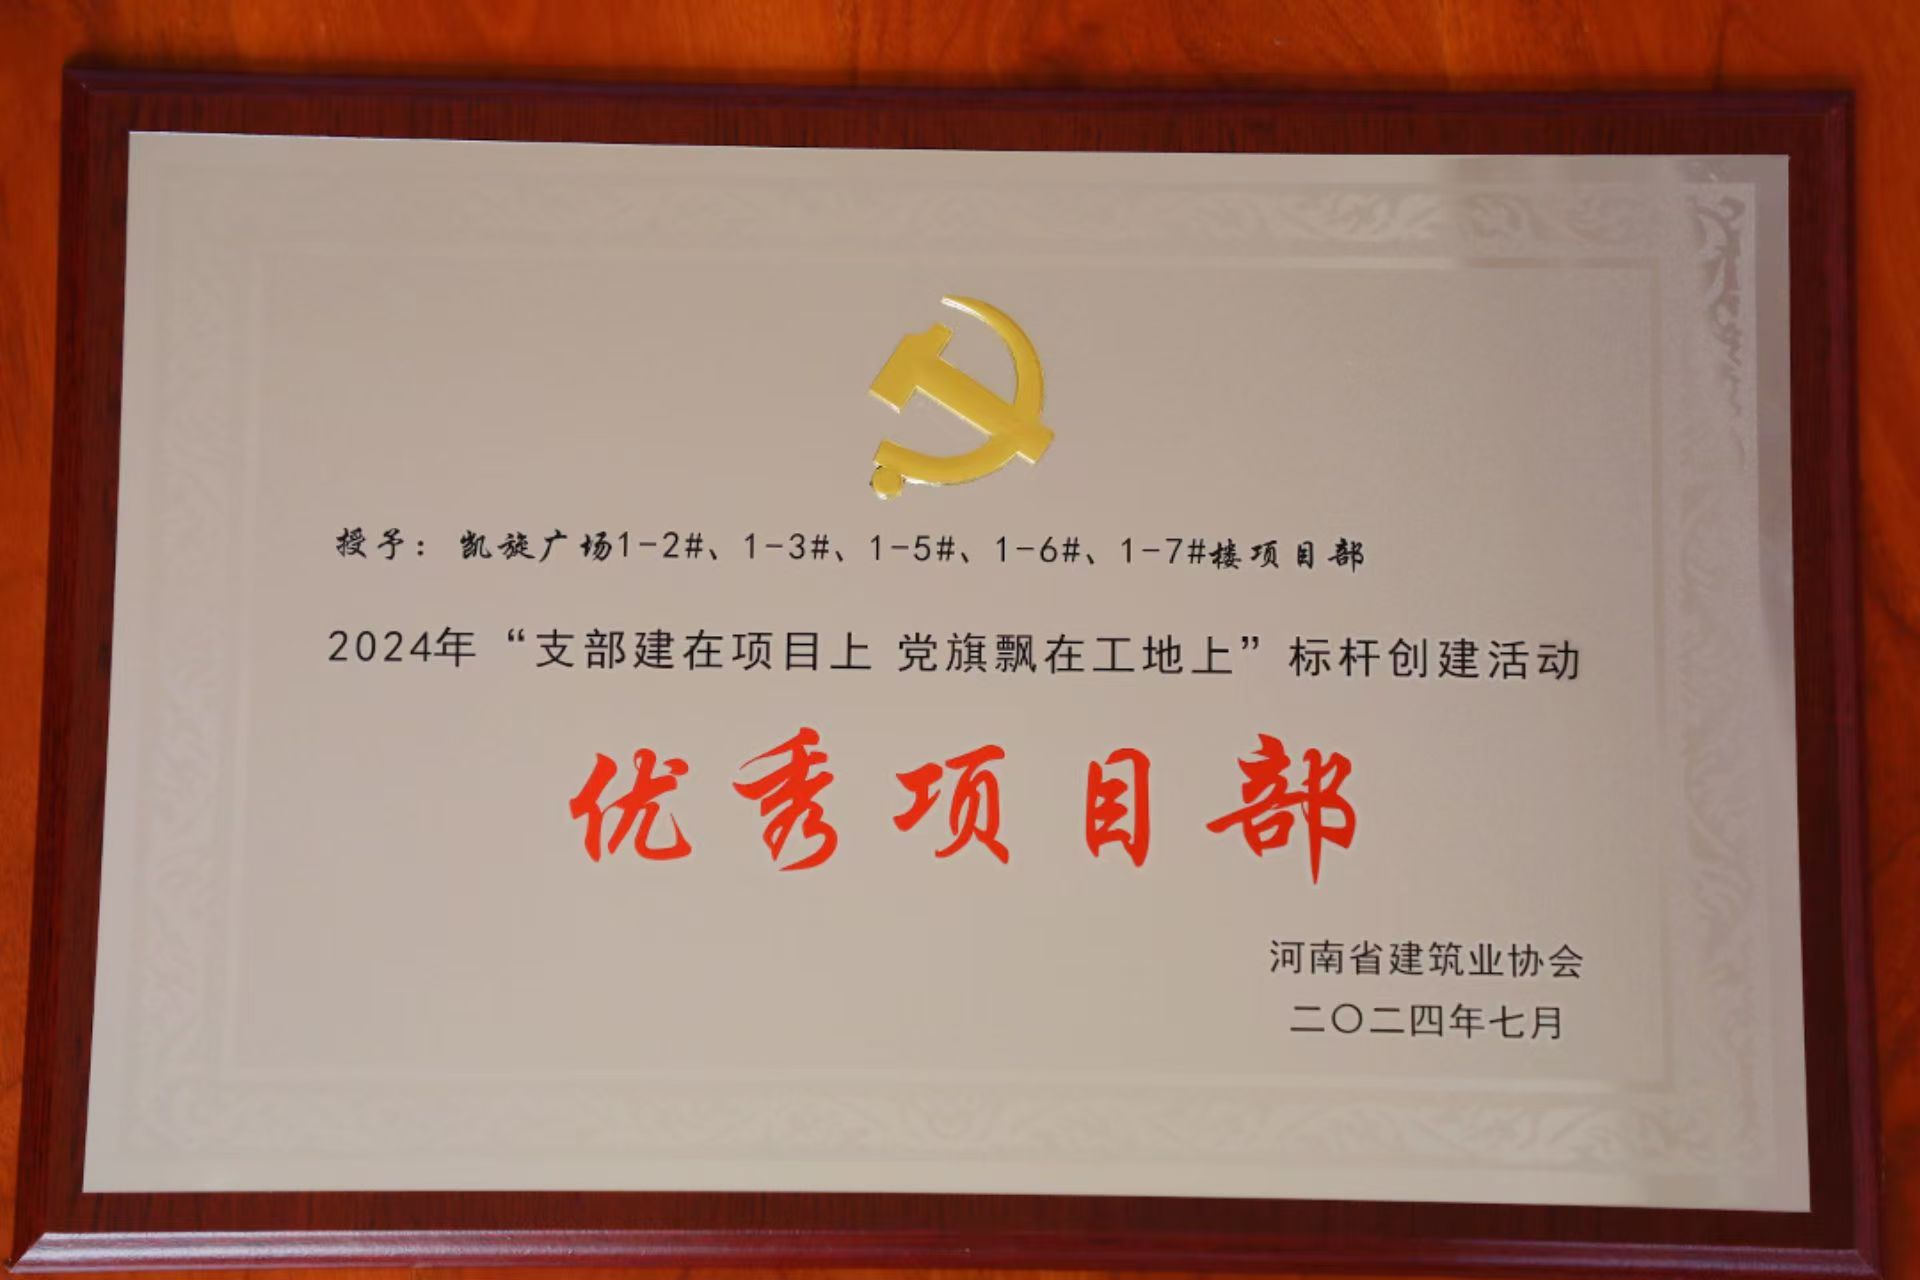 授予：凯旋广场1-2#、1-3#、1-5#、1-6#、1-7#楼项目部
2024年“支部建在项目上 党旗飘在工地上”标杆创建活动
优秀项目部
河南省建筑业协会
二〇二四年七月